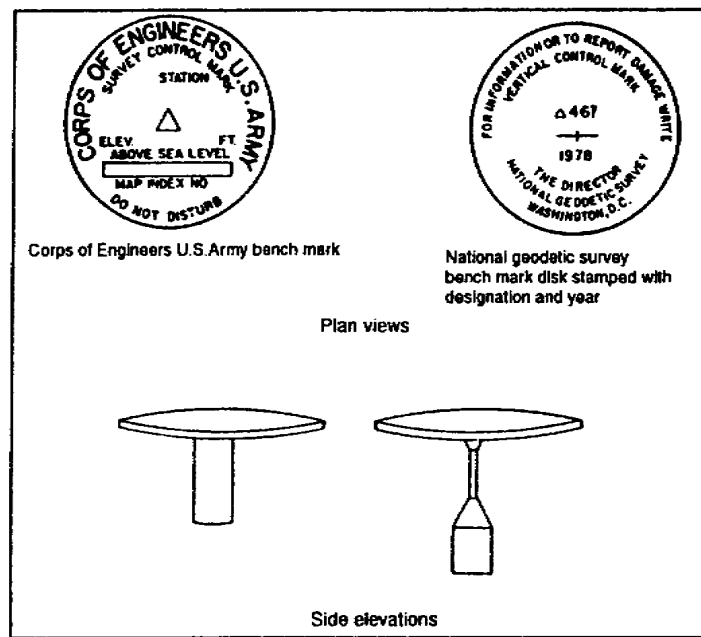 CORPS OF ENGINEERS U.S. ARMY
SURVEY CONTROL MARK
STATION
ELEV. FT.
ABOVE SEA LEVEL
MAP INDEX NO
DO NOT DISTURB
Corps of Engineers U.S.Army bench mark
FOR INFORMATION OR TO REPORT DAMAGE WRITE
VERTICAL CONTROL MARK
△ 467
1978
THE DIRECTOR
NATIONAL GEODETIC SURVEY
WASHINGTON, D.C.
National geodetic survey
bench mark disk stamped with
designation and year
Plan views
Side elevations